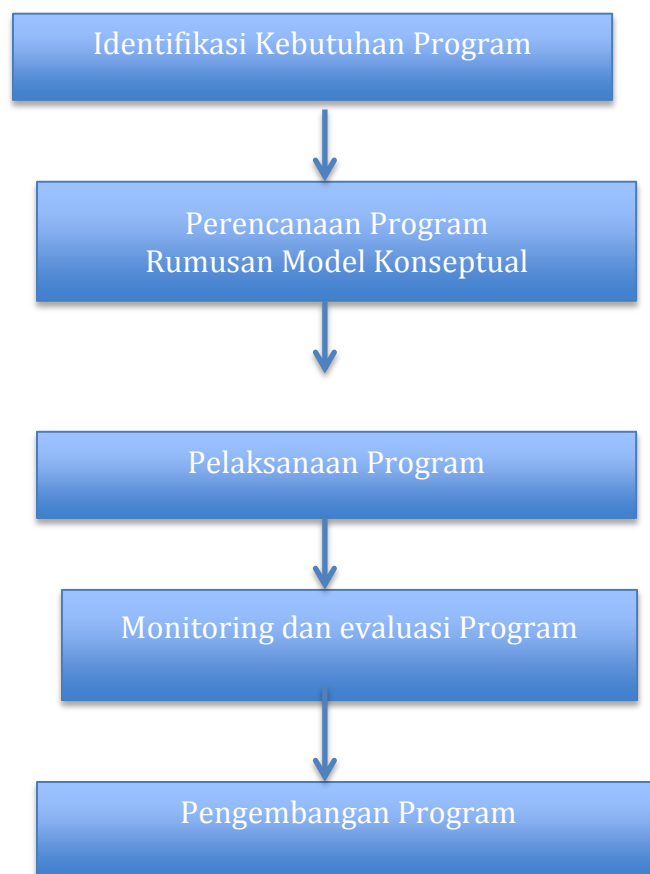 Identifikasi Kebutuhan Program
Perencanaan Program
Rumusan Model Konseptual
Pelaksanaan Program
Monitoring dan evaluasi Program
Pengembangan Program